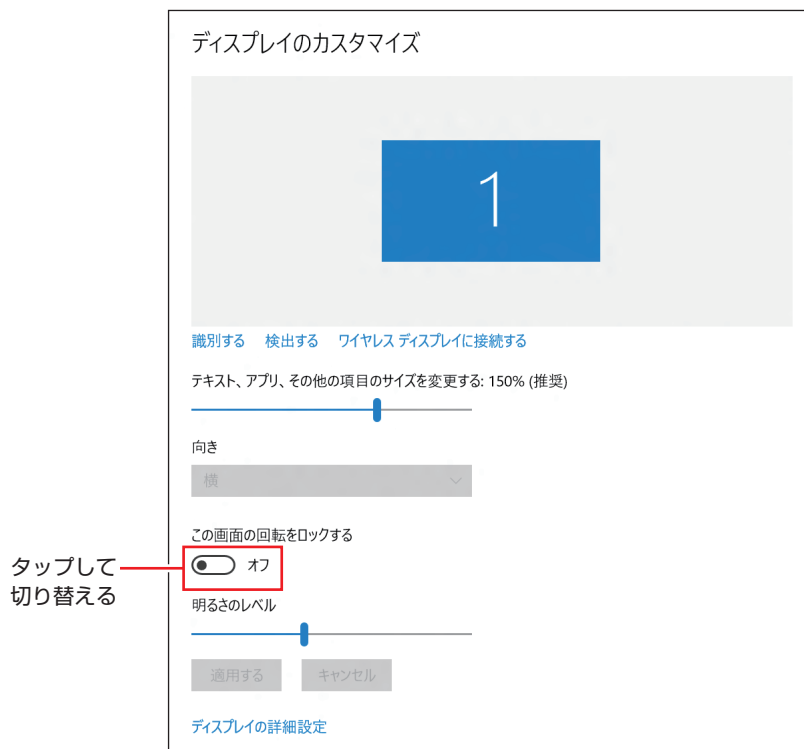 ディスプレイのカスタマイズ
1
識別する 検出する ワイヤレス ディスプレイに接続する
テキスト、アプリ、その他の項目のサイズを変更する: 150% (推奨)
向き
横
この画面の回転をロックする
タップして
切り替える
オフ
明るさのレベル
適用する キャンセル
ディスプレイの詳細設定